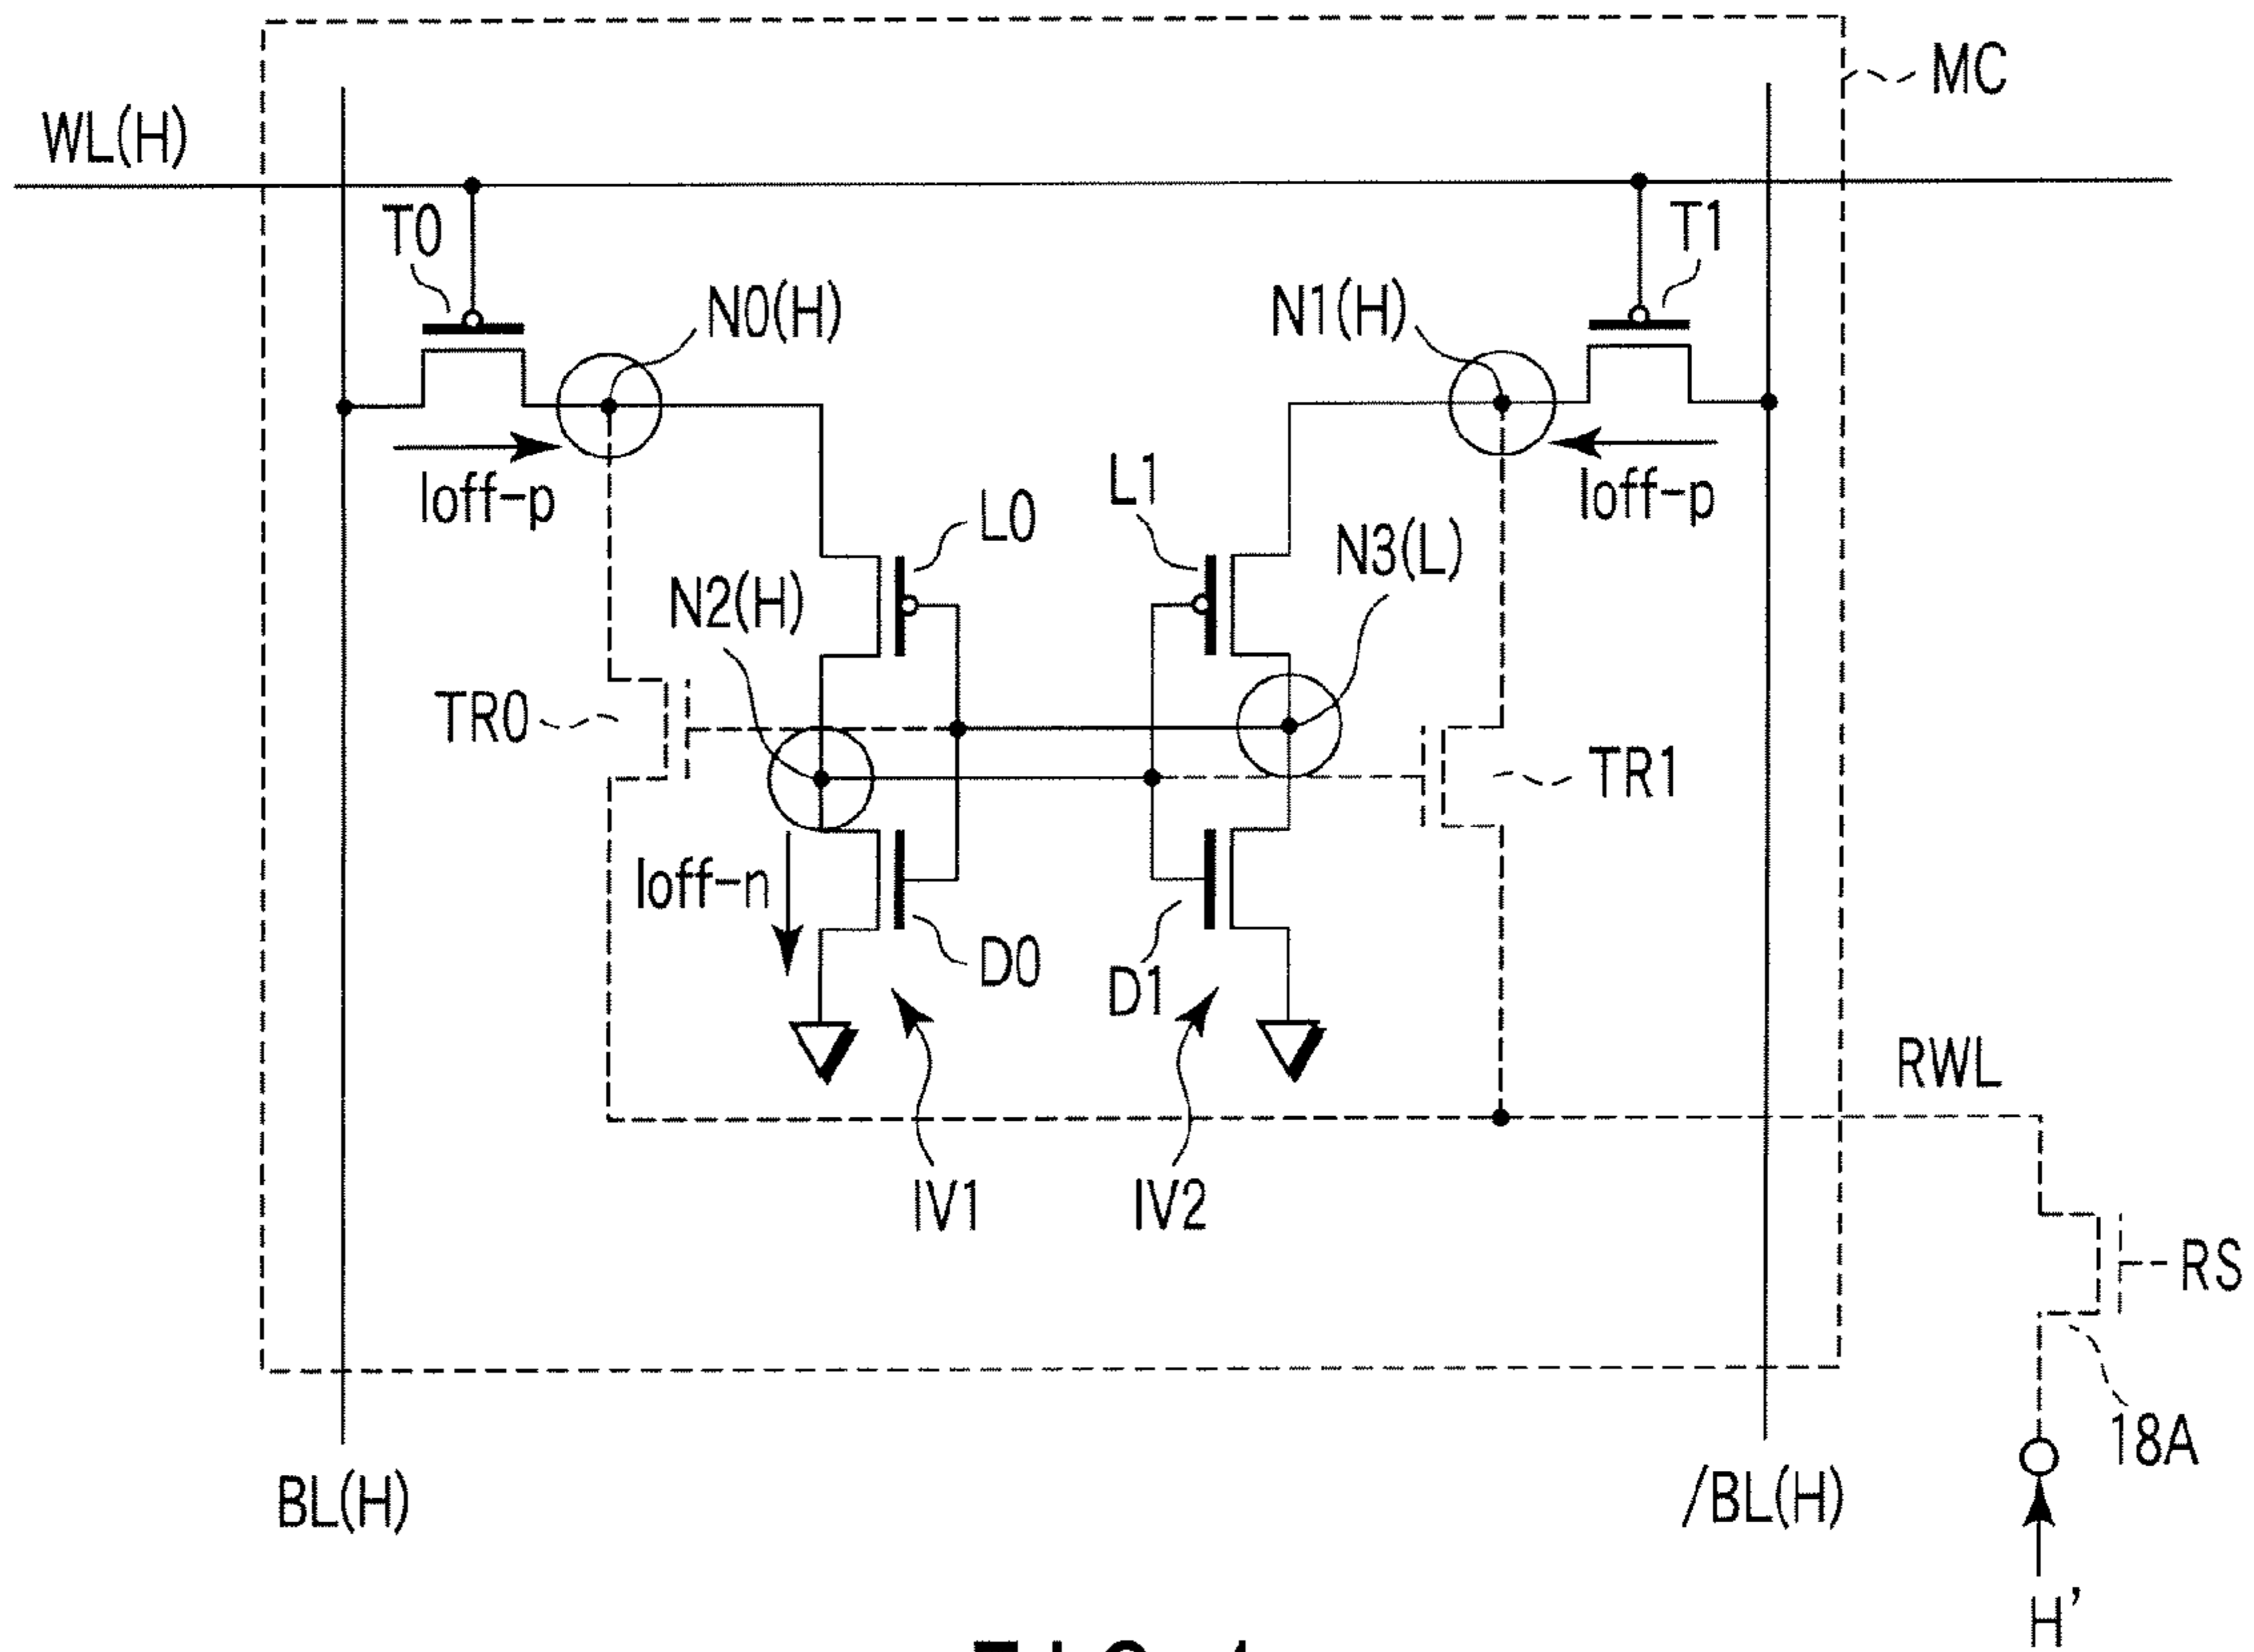 MC
WL(H)
T0
T1
N0(H)
N1(H)
Ioff-p
Ioff-p
L0
L1
N3(L)
N2(H)
TR0
TR1
Ioff-n
D0
D1
RWL
IV1
IV2
RS
18A
BL(H)
/BL(H)
H'